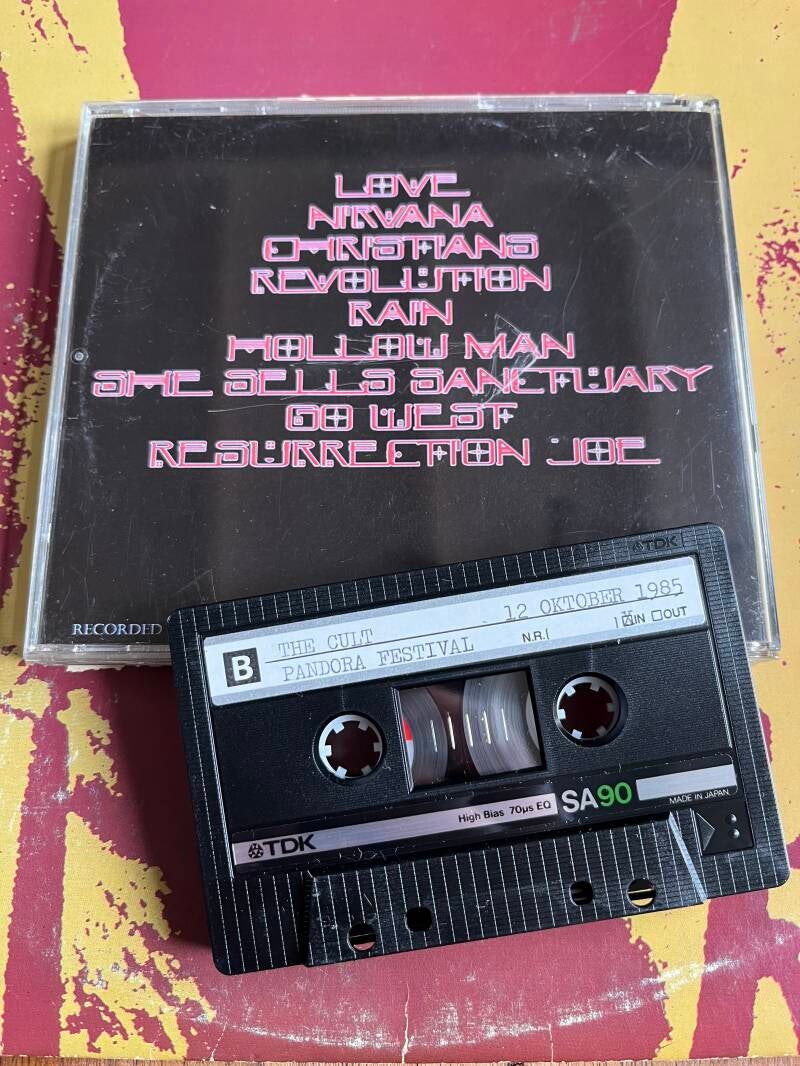 LOVE
NIRVANA
CHRISTIANS
REVOLUTION
RAIN
HOLLOW MAN
SHE SELLS SANCTUARY
GO WEST
RESURRECTION JOE
RECORDED
TDK
B
THE CULT 12 OKTOBER 1985
PANDORA FESTIVAL N.R. IN OUT
High Bias 70µs EQ SA90 MADE IN JAPAN
TDK